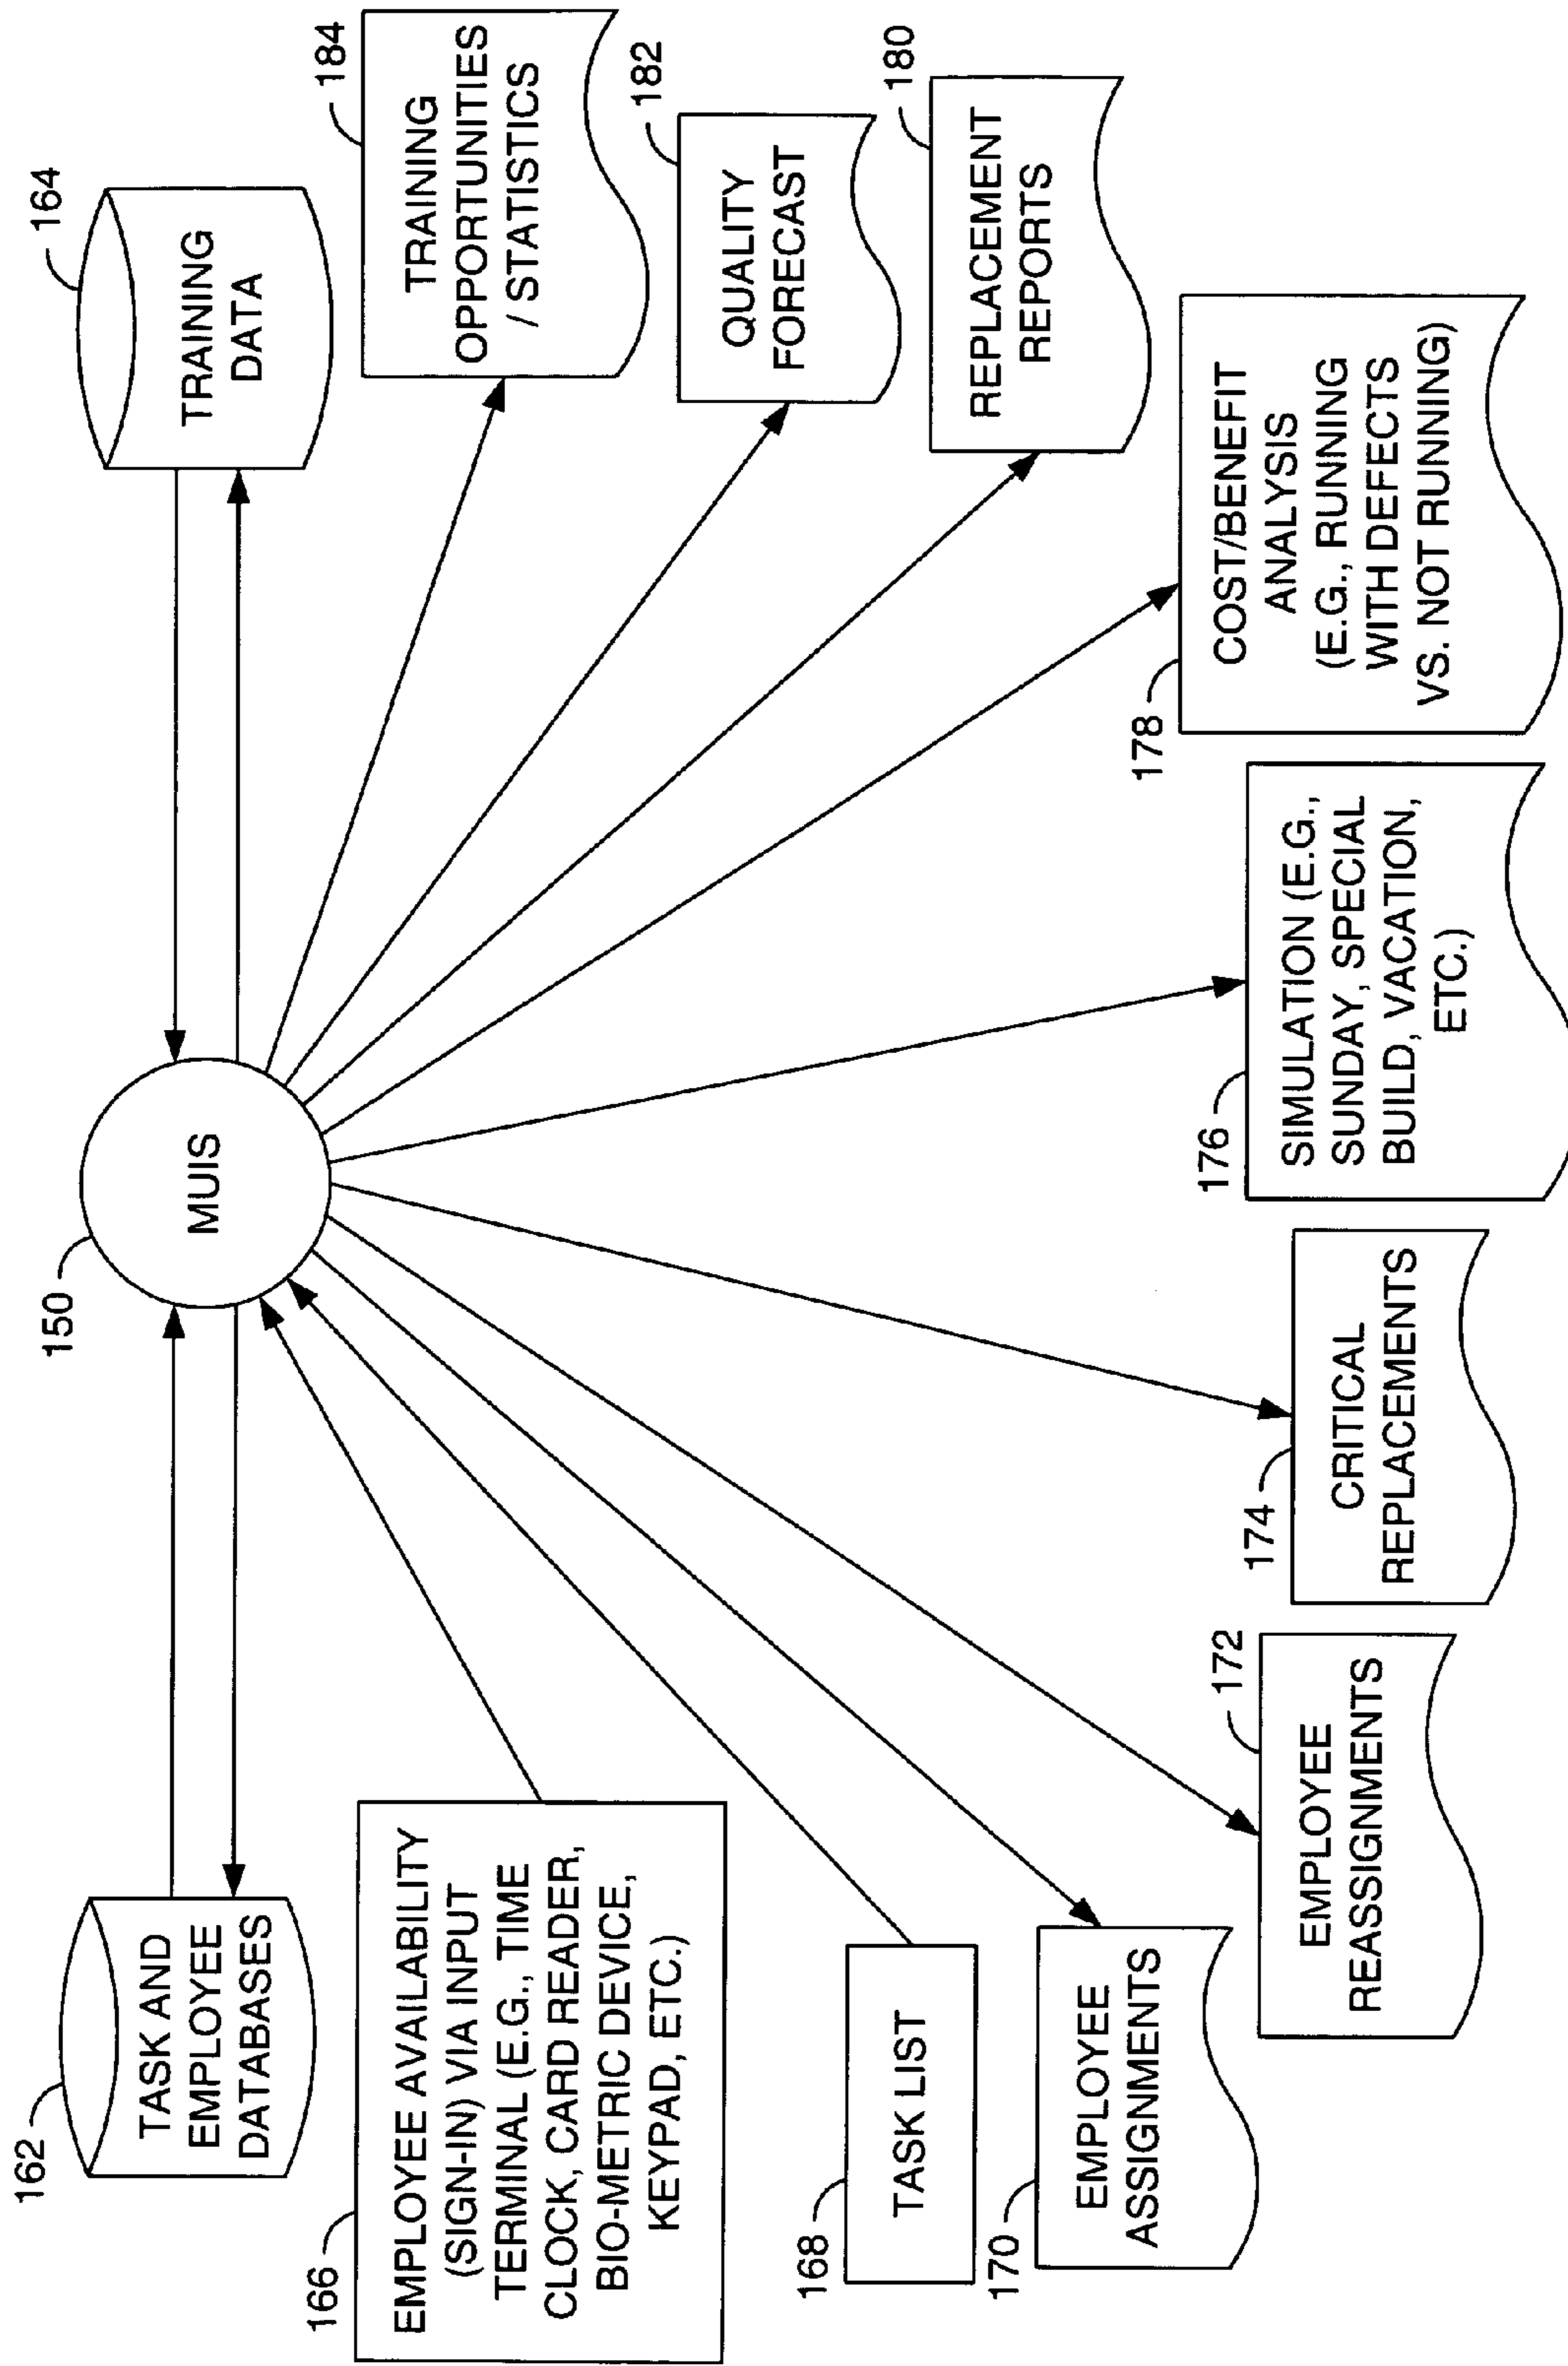 150
MUIS
162
TASK AND
EMPLOYEE
DATABASES
164
TRAINING
DATA
166
EMPLOYEE AVAILABILITY
(SIGN-IN) VIA INPUT
TERMINAL (E.G., TIME
CLOCK, CARD READER,
BIO-METRIC DEVICE,
KEYPAD, ETC.)
168
TASK LIST
170
EMPLOYEE
ASSIGNMENTS
172
EMPLOYEE
REASSIGNMENTS
174
CRITICAL
REPLACEMENTS
176
SIMULATION (E.G.,
SUNDAY, SPECIAL
BUILD, VACATION,
ETC.)
178
COST/BENEFIT
ANALYSIS
(E.G., RUNNING
WITH DEFECTS
VS. NOT RUNNING)
180
REPLACEMENT
REPORTS
182
QUALITY
FORECAST
184
TRAINING
OPPORTUNITIES
/ STATISTICS